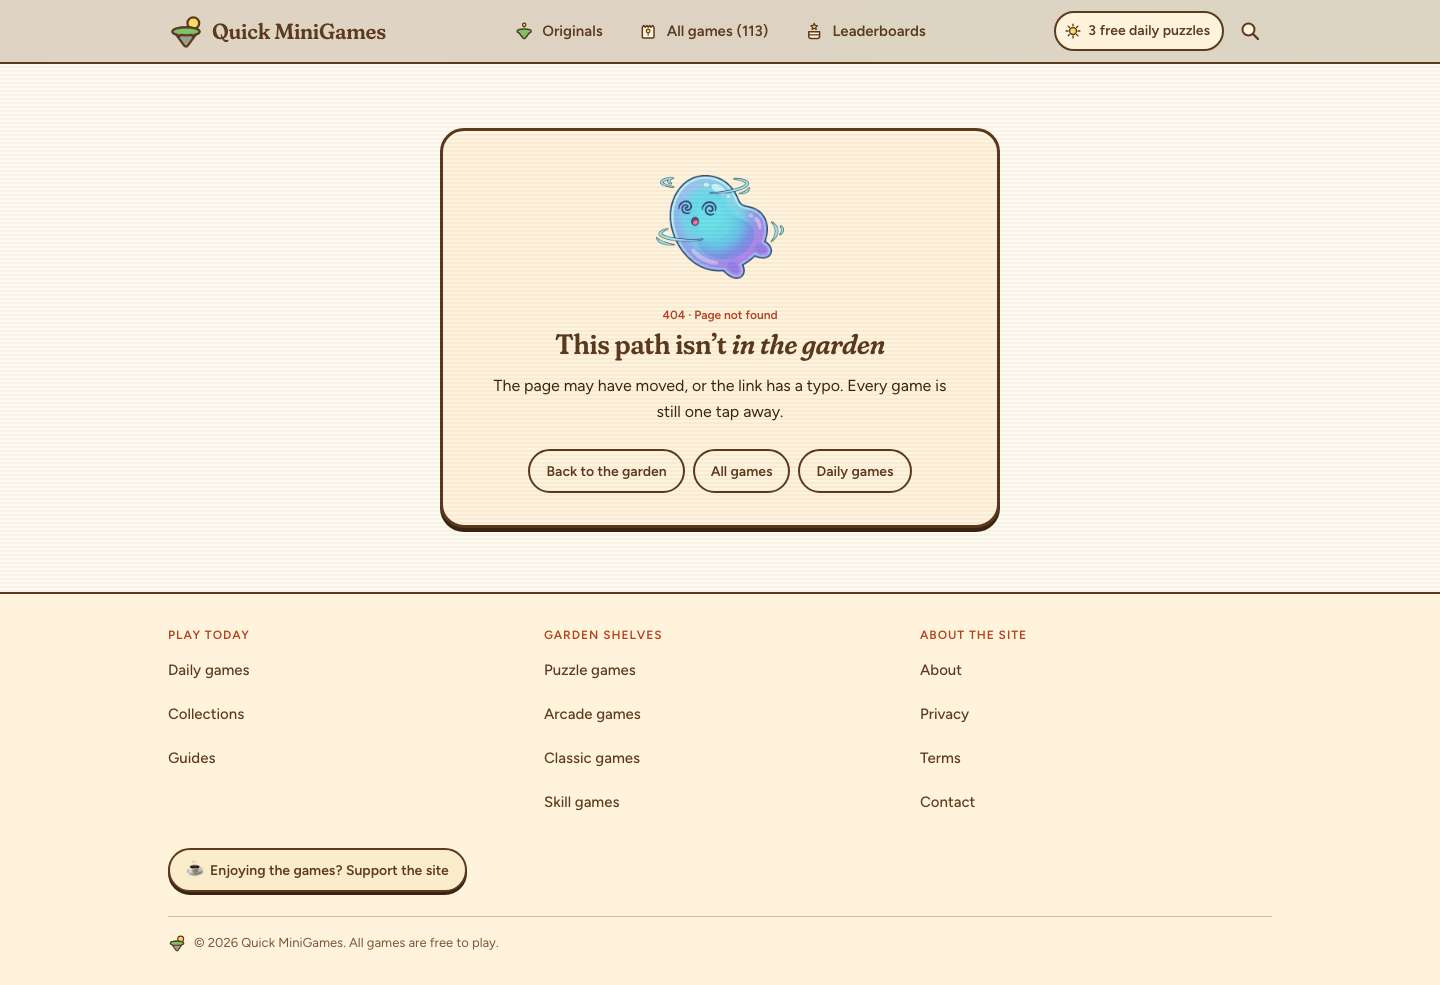 Quick MiniGames
Originals
All games (113)
Leaderboards
3 free daily puzzles
404 · Page not found
This path isn’t in the garden
The page may have moved, or the link has a typo. Every game is
still one tap away.
Back to the garden
All games
Daily games
PLAY TODAY
Daily games
Collections
Guides
GARDEN SHELVES
Puzzle games
Arcade games
Classic games
Skill games
ABOUT THE SITE
About
Privacy
Terms
Contact
Enjoying the games? Support the site
© 2026 Quick MiniGames. All games are free to play.